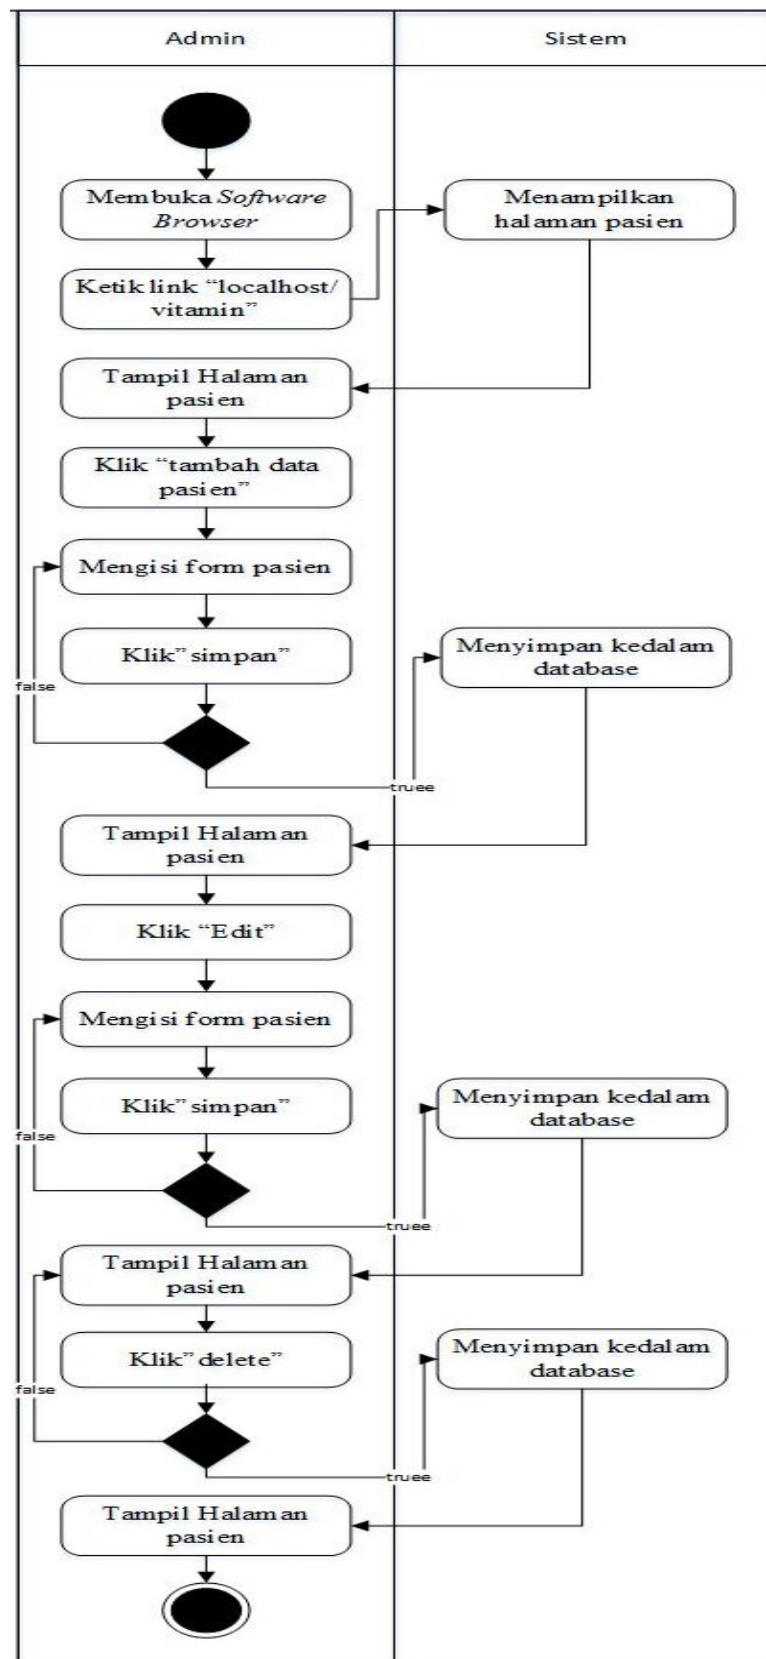 Admin
Sistem
Membuka Software
Browser
Menampilkan
halaman pasien
Ketik link “localhost/
vitamin”
Tampil Halaman
pasien
Klik “tambah data
pasien”
Mengisi form pasien
Klik”simpan”
Menyimpan kedalam
database
false
truee
Tampil Halaman
pasien
Klik “Edit”
Mengisi form pasien
Klik”simpan”
Menyimpan kedalam
database
false
truee
Tampil Halaman
pasien
Klik”delete”
Menyimpan kedalam
database
false
truee
Tampil Halaman
pasien